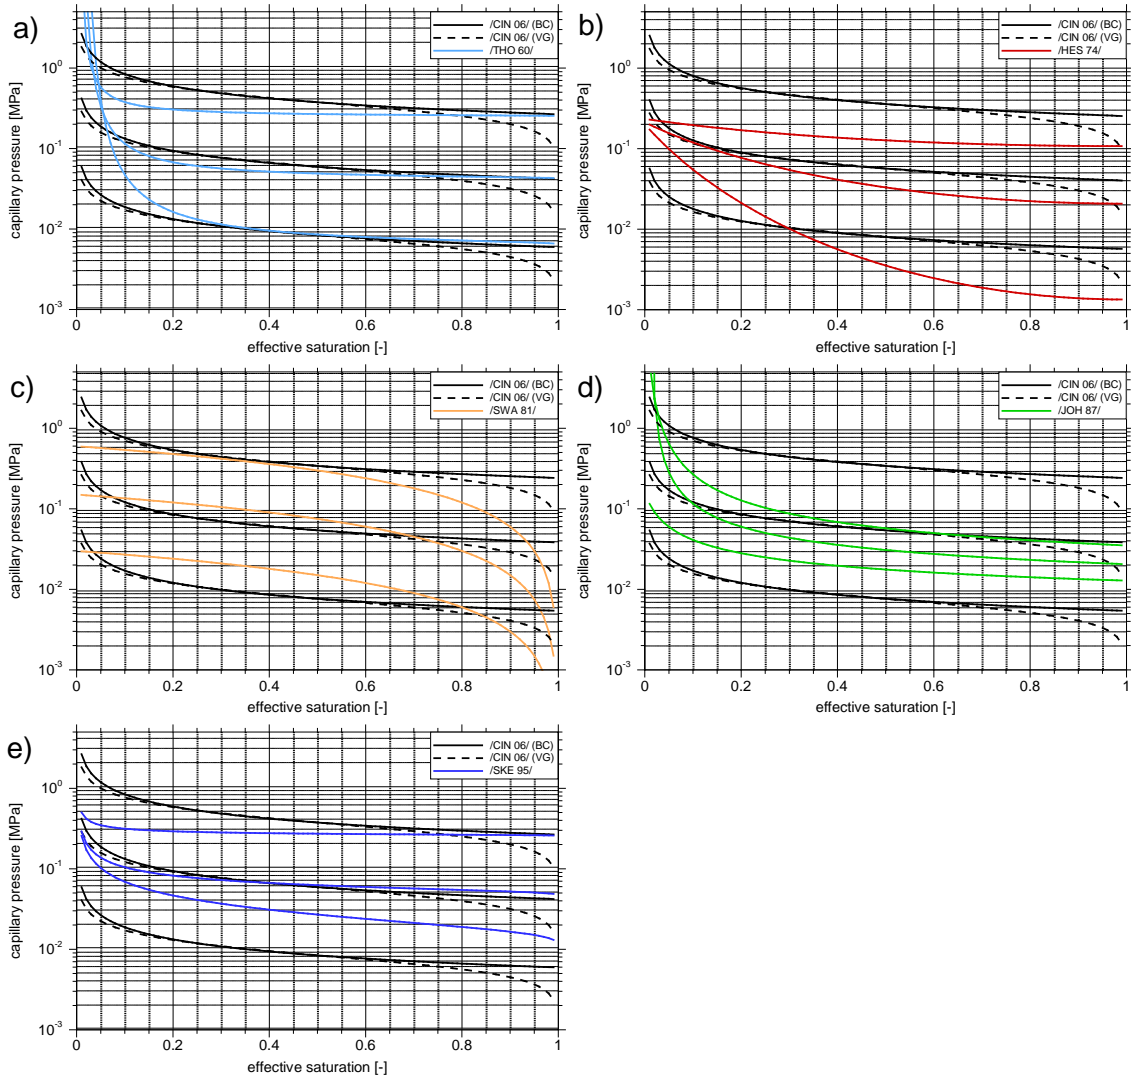 a)
/CIN 06/ (BC)
/CIN 06/ (VG)
/THO 60/
capillary pressure [MPa]
10^0
10^-1
10^-2
10^-3
0 0.2 0.4 0.6 0.8 1
effective saturation [-]
b)
/CIN 06/ (BC)
/CIN 06/ (VG)
/HES 74/
capillary pressure [MPa]
10^0
10^-1
10^-2
10^-3
0 0.2 0.4 0.6 0.8 1
effective saturation [-]
c)
/CIN 06/ (BC)
/CIN 06/ (VG)
/SWA 81/
capillary pressure [MPa]
10^0
10^-1
10^-2
10^-3
0 0.2 0.4 0.6 0.8 1
effective saturation [-]
d)
/CIN 06/ (BC)
/CIN 06/ (VG)
/JOH 87/
capillary pressure [MPa]
10^0
10^-1
10^-2
10^-3
0 0.2 0.4 0.6 0.8 1
effective saturation [-]
e)
/CIN 06/ (BC)
/CIN 06/ (VG)
/SKE 95/
capillary pressure [MPa]
10^0
10^-1
10^-2
10^-3
0 0.2 0.4 0.6 0.8 1
effective saturation [-]